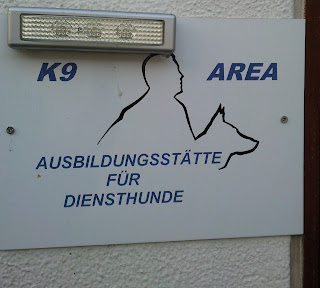 K9 AREA
AUSBILDUNGSSTÄTTE
FÜR
DIENSTHUNDE